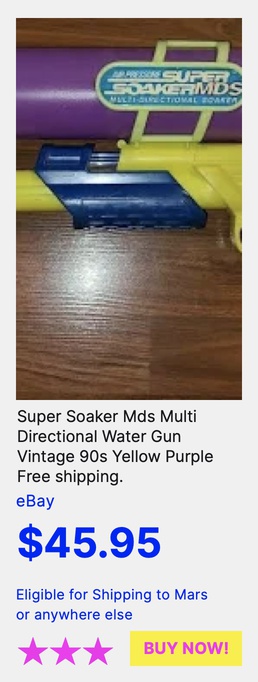 AIR PRESSURE SUPER
SOAKER MDS
MULTI-DIRECTIONAL SOAKER
Super Soaker Mds Multi
Directional Water Gun
Vintage 90s Yellow Purple
Free shipping.
eBay
$45.95
Eligible for Shipping to Mars
or anywhere else
BUY NOW!